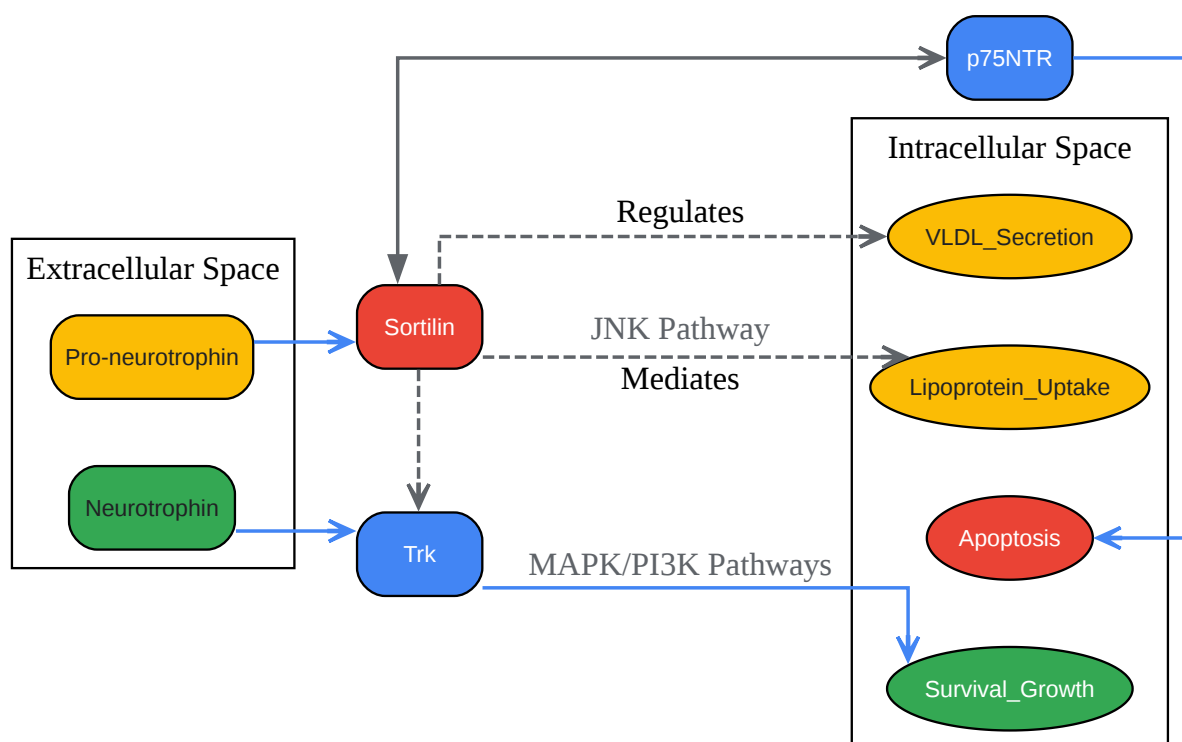 p75NTR
Intracellular Space
Regulates
VLDL_Secretion
Extracellular Space
Pro-neurotrophin
Sortilin
JNK Pathway
Mediates
Lipoprotein_Uptake
Neurotrophin
Trk
MAPK/PI3K Pathways
Apoptosis
Survival_Growth